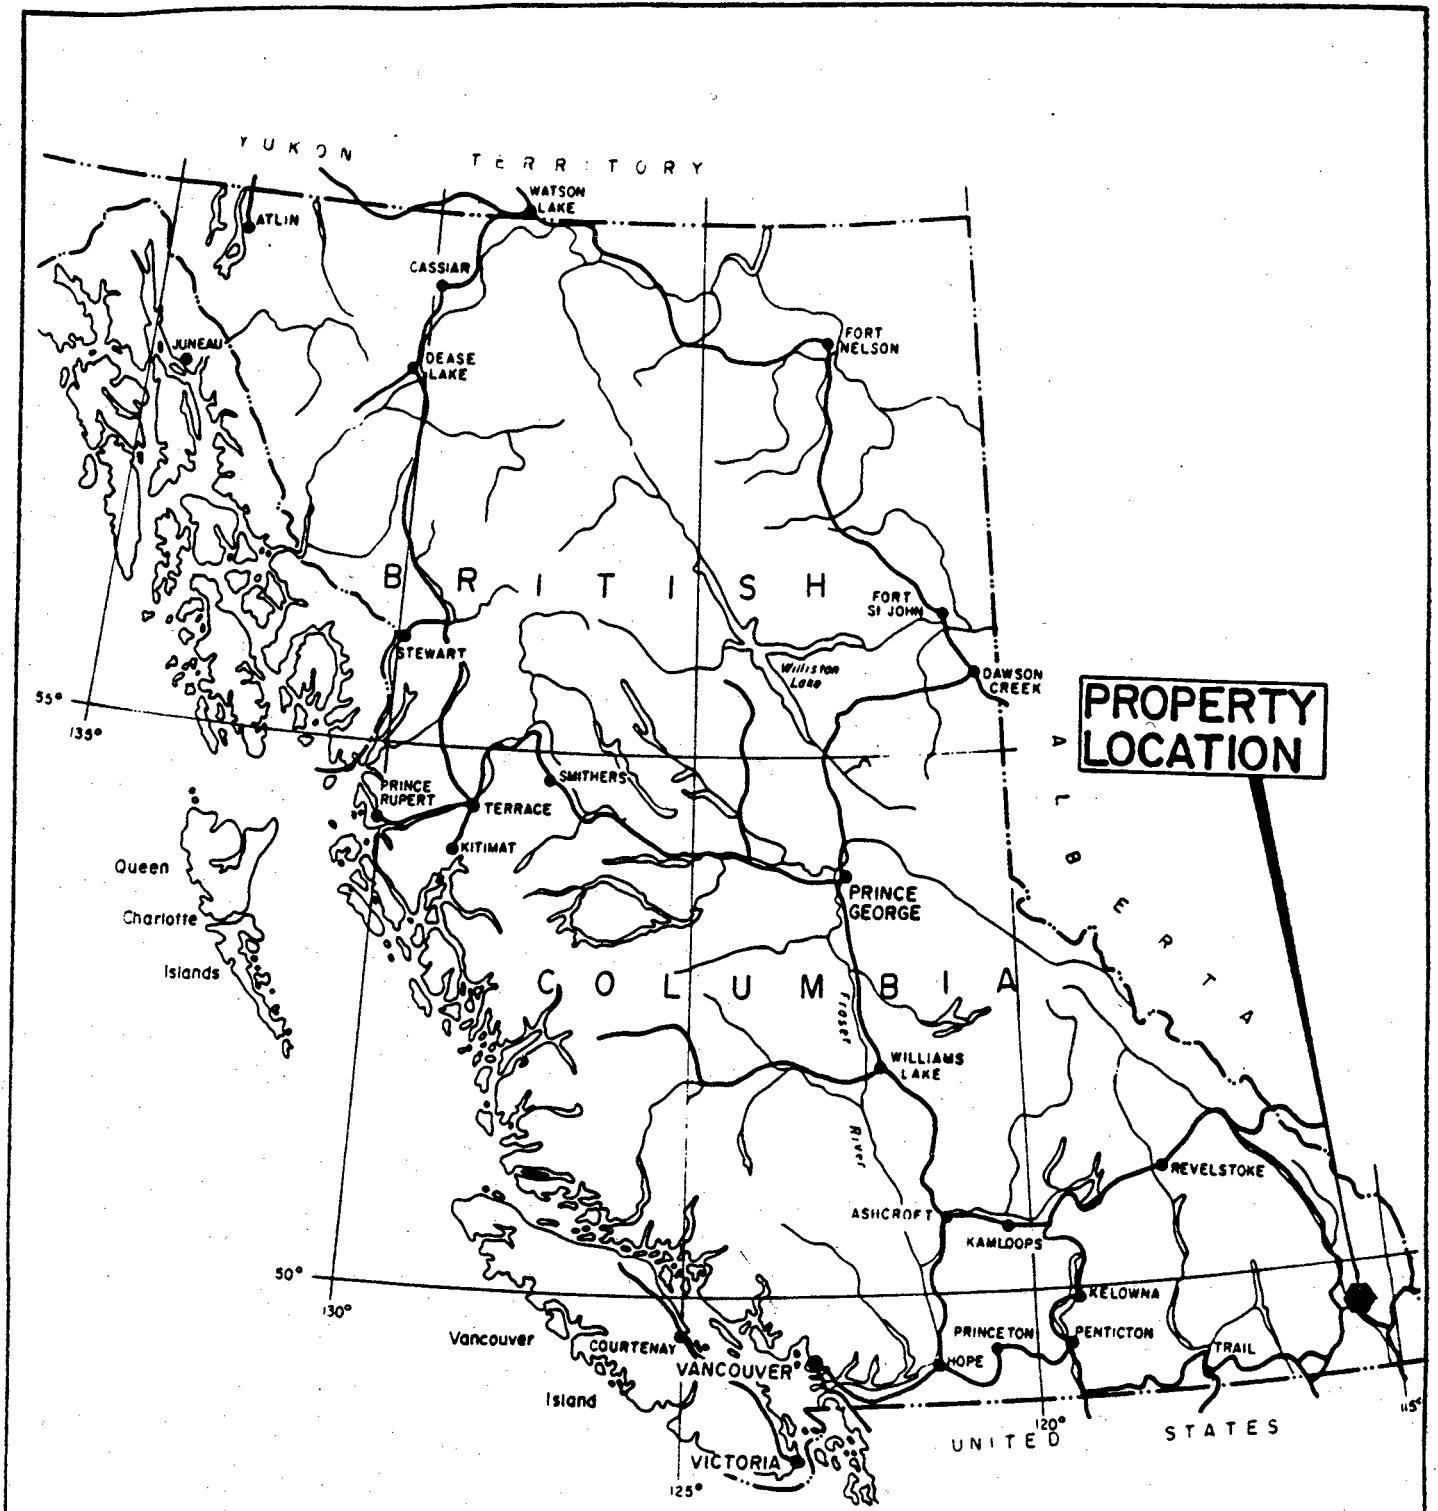 YUKON TERRITORY
WATSON
LAKE
ATLIN
CASSIAR
JUNEAU
FORT
NELSON
DEASE
LAKE
BRITISH
FORT
ST JOHN
STEWART
Williston
Lake
DAWSON
CREEK
PROPERTY
LOCATION
55°
135°
ALBERTA
SMITHERS
PRINCE
RUPERT
TERRACE
KITIMAT
Queen
Charlotte
Islands
PRINCE
GEORGE
COLUMBIA
Fraser
River
WILLIAMS
LAKE
REVELSTOKE
ASHCROFT
KAMLOOPS
50°
130°
KELOWNA
Vancouver
Island
COURTENAY
VANCOUVER
PRINCETON
PENTICTON
HOPE
TRAIL
115°
120°
UNITED STATES
VICTORIA
125°